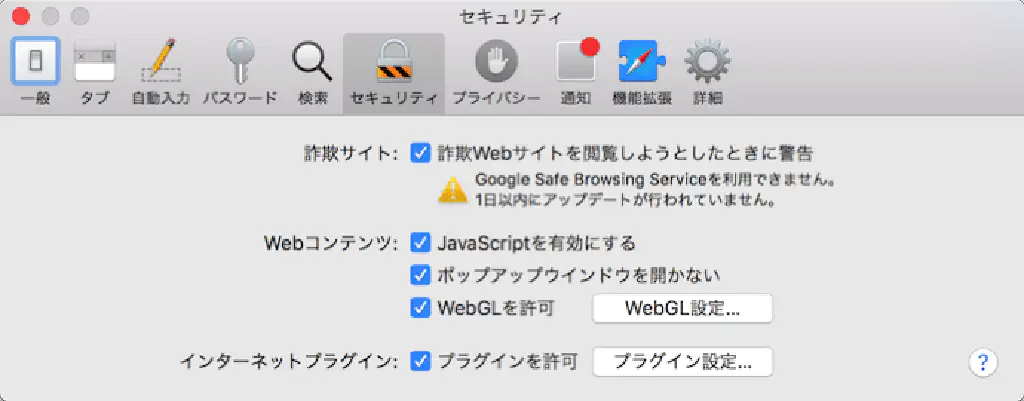 セキュリティ
一般 タブ 自動入力 パスワード 検索 セキュリティ プライバシー 通知 機能拡張 詳細
詐欺サイト: 詐欺Webサイトを閲覧しようとしたときに警告
Google Safe Browsing Serviceを利用できません。
1日以内にアップデートが行われていません。
Webコンテンツ: JavaScriptを有効にする
ポップアップウインドウを開かない
WebGLを許可 WebGL設定...
インターネットプラグイン: プラグインを許可 プラグイン設定... ?